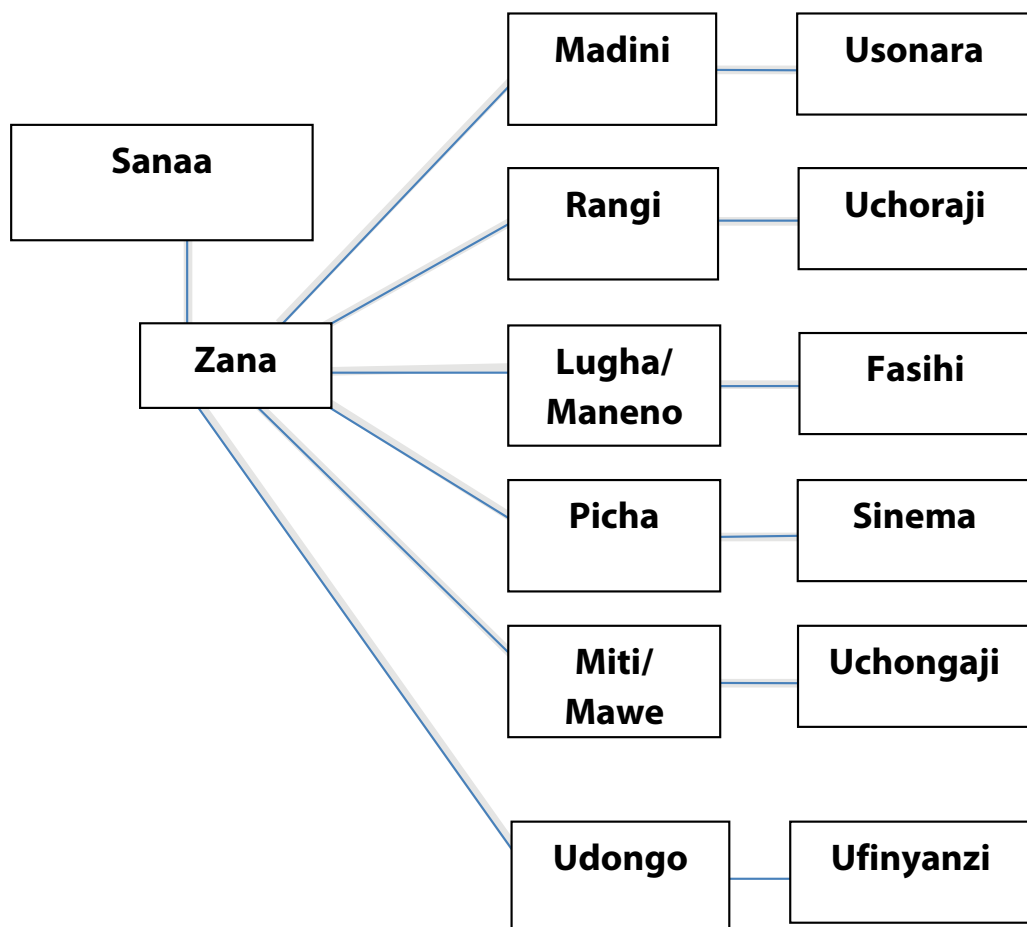 Sanaa
Zana
Madini
Usonara
Rangi
Uchoraji
Lugha/
Maneno
Fasihi
Picha
Sinema
Miti/
Mawe
Uchongaji
Udongo
Ufinyanzi